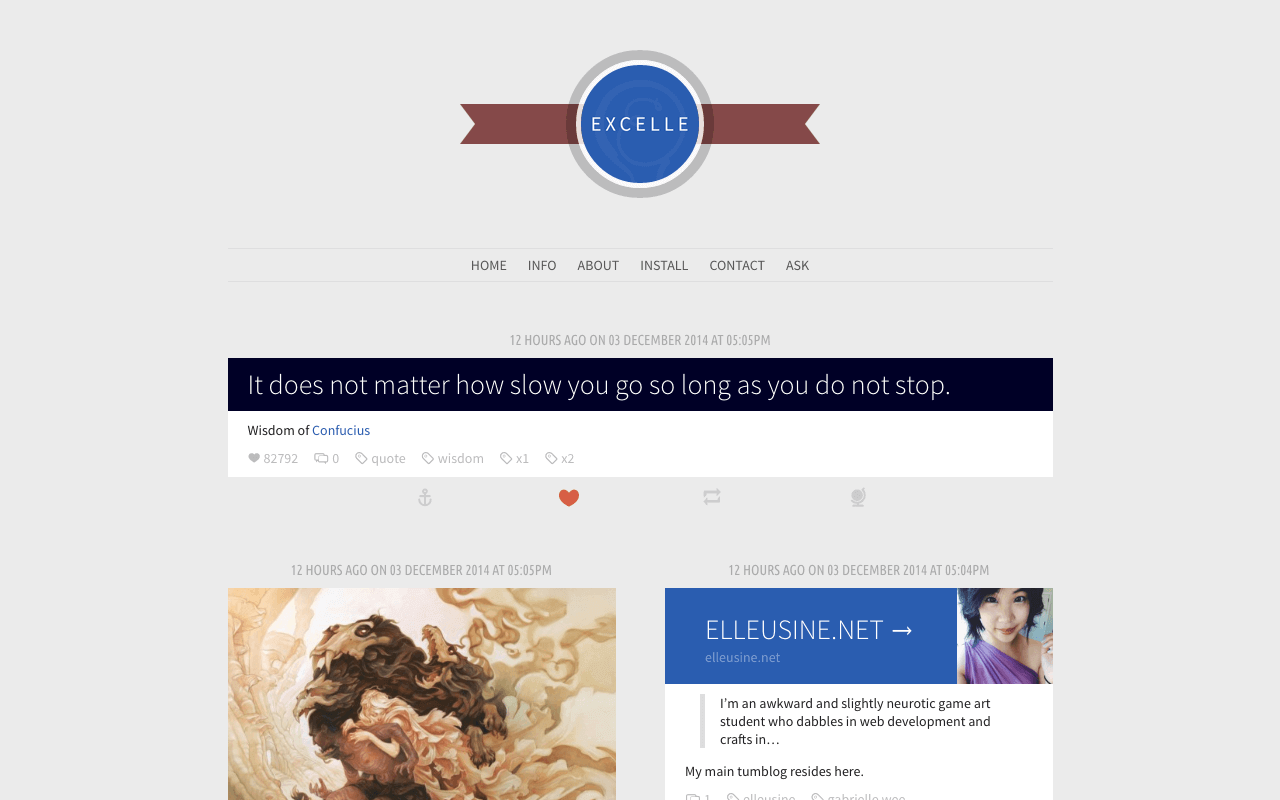 EXCELLE
HOME INFO ABOUT INSTALL CONTACT ASK
12 HOURS AGO ON 03 DECEMBER 2014 AT 05:05PM
It does not matter how slow you go so long as you do not stop.
Wisdom of Confucius
82792 0 quote wisdom x1 x2
12 HOURS AGO ON 03 DECEMBER 2014 AT 05:05PM
12 HOURS AGO ON 03 DECEMBER 2014 AT 05:04PM
ELLEUSINE.NET →
elleusine.net
I’m an awkward and slightly neurotic game art
student who dabbles in web development and
crafts in…
My main tumblog resides here.
1 elleusine gabrielle wee